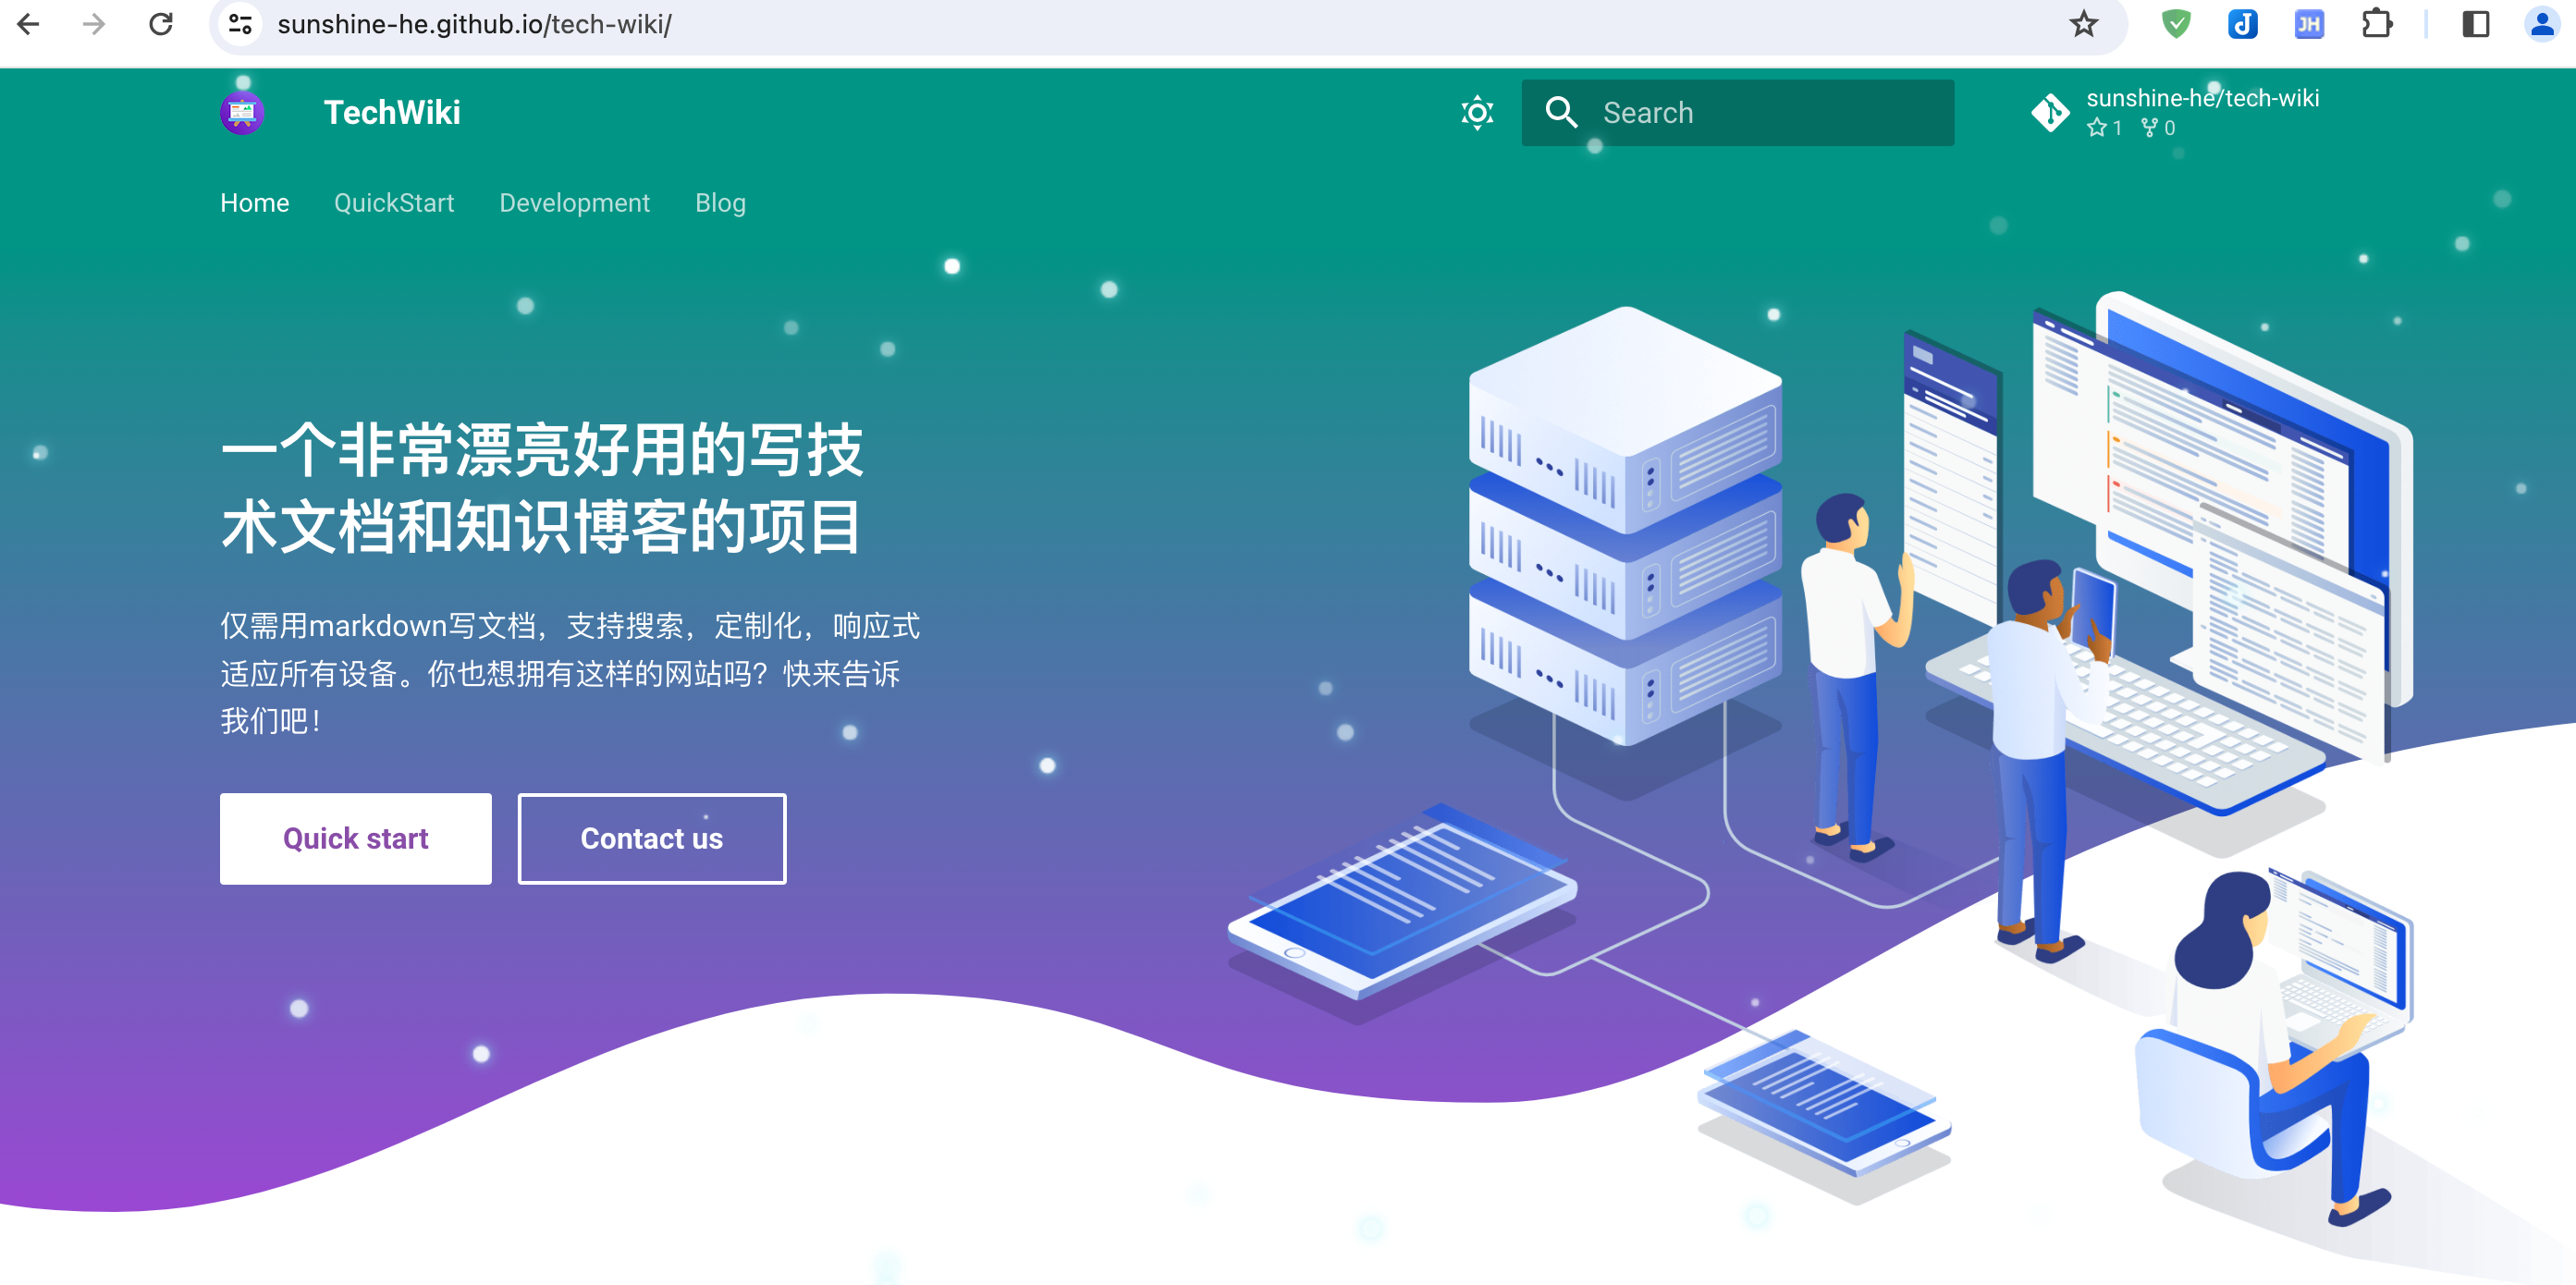 sunshine-he.github.io/tech-wiki/
JH
TechWiki
Search
sunshine-he/tech-wiki
1 0
Home QuickStart Development Blog
一个非常漂亮好用的写技
术文档和知识博客的项目
仅需用markdown写文档，支持搜索，定制化，响应式
适应所有设备。你也想拥有这样的网站吗？快来告诉
我们吧！
Quick start Contact us